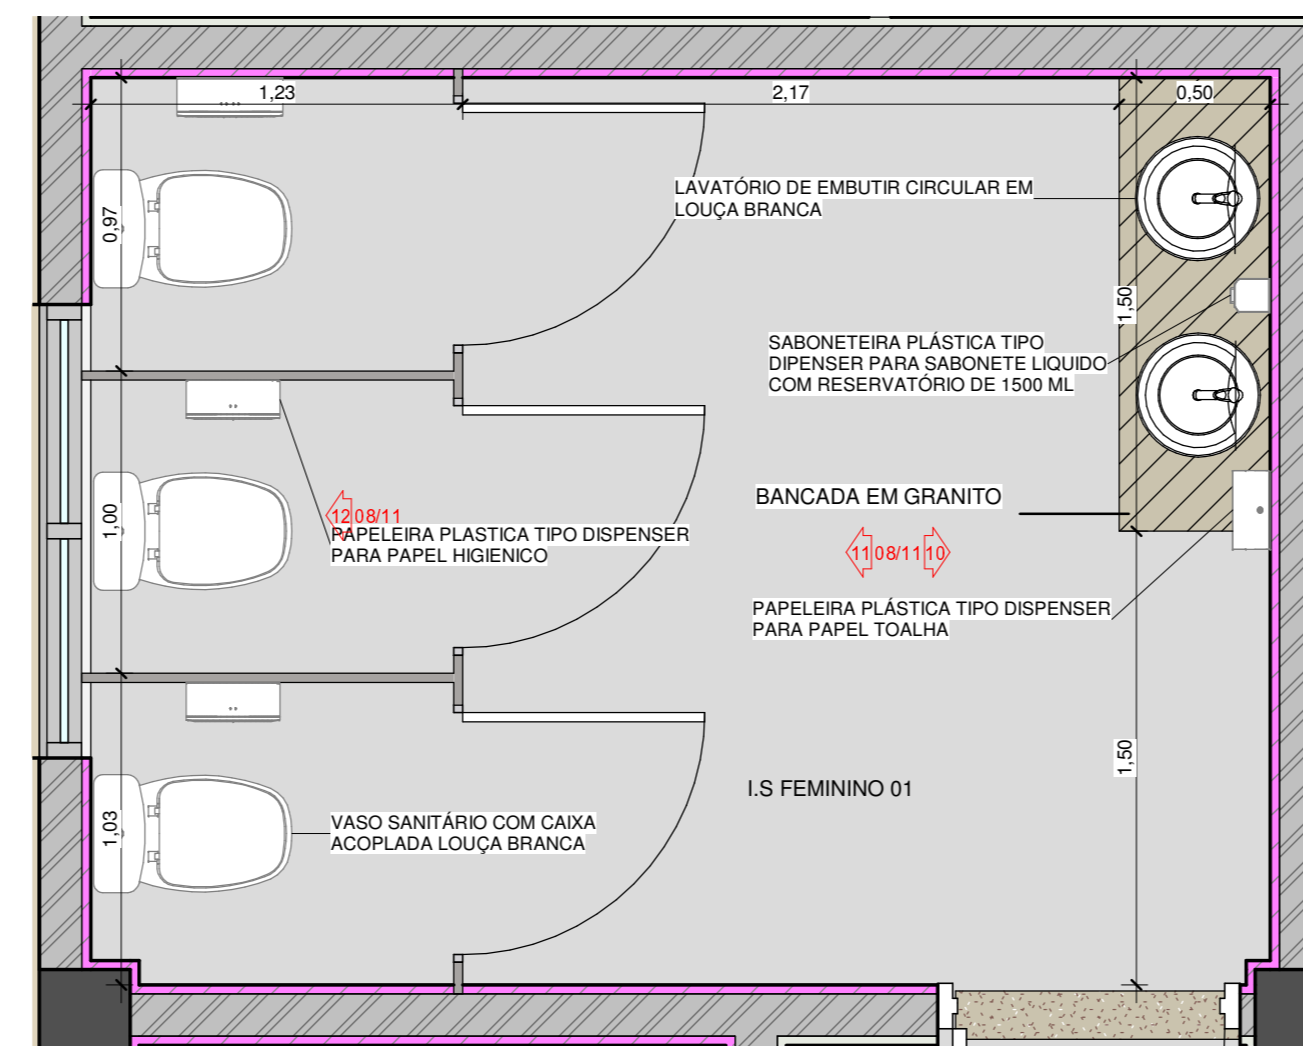 1,23
2,17
0,50
LAVATÓRIO DE EMBUTIR CIRCULAR EM
LOUÇA BRANCA
0,97
1,50
SABONETEIRA PLÁSTICA TIPO
DIPENSER PARA SABONETE LIQUIDO
COM RESERVATÓRIO DE 1500 ML
BANCADA EM GRANITO
12 08/11
1,00
PAPELEIRA PLASTICA TIPO DISPENSER
PARA PAPEL HIGIENICO
11 08/11 10
PAPELEIRA PLÁSTICA TIPO DISPENSER
PARA PAPEL TOALHA
1,50
I.S FEMININO 01
1,03
VASO SANITÁRIO COM CAIXA
ACOPLADA LOUÇA BRANCA